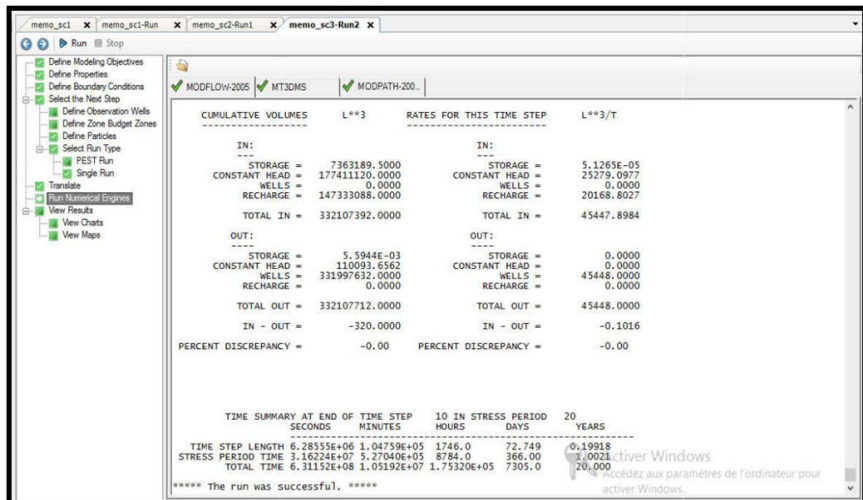 memo_sc1 x memo_sc1-Run x memo_sc2-Run1 x memo_sc3-Run2 x
Run Stop
Define Modeling Objectives
Define Properties
Define Boundary Conditions
Select the Next Step
Define Observation Wells
Define Zone Budget Zones
Define Particles
Select Run Type
PEST Run
Single Run
Translate
Run Numerical Engines
View Results
View Charts
View Maps
MODFLOW-2005 MT3DMS MODPATH-200...
CUMULATIVE VOLUMES L**3 RATES FOR THIS TIME STEP L**3/T
------------------ ------------------------
IN: IN:
--- ---
STORAGE = 7363189.5000 STORAGE = 5.1265E-05
CONSTANT HEAD = 177411120.0000 CONSTANT HEAD = 25279.0977
WELLS = 0.0000 WELLS = 0.0000
RECHARGE = 147333088.0000 RECHARGE = 20168.8027
TOTAL IN = 332107392.0000 TOTAL IN = 45447.8984
OUT: OUT:
---- ----
STORAGE = 5.5944E-03 STORAGE = 0.0000
CONSTANT HEAD = 110093.6562 CONSTANT HEAD = 0.0000
WELLS = 331997632.0000 WELLS = 45448.0000
RECHARGE = 0.0000 RECHARGE = 0.0000
TOTAL OUT = 332107712.0000 TOTAL OUT = 45448.0000
IN - OUT = -320.0000 IN - OUT = -0.1016
PERCENT DISCREPANCY = -0.00 PERCENT DISCREPANCY = -0.00
TIME SUMMARY AT END OF TIME STEP 10 IN STRESS PERIOD 20
SECONDS MINUTES HOURS DAYS YEARS
-----------------------------------------------------------
TIME STEP LENGTH 6.28555E+06 1.04759E+05 1746.0 72.749 0.19918
STRESS PERIOD TIME 3.16224E+07 5.27040E+05 8784.0 366.00 1.0021
TOTAL TIME 6.31152E+08 1.05192E+07 1.75320E+05 7305.0 20.000
***** The run was successful. *****
Activer Windows
Accédez aux paramètres de l'ordinateur pour
activer Windows.